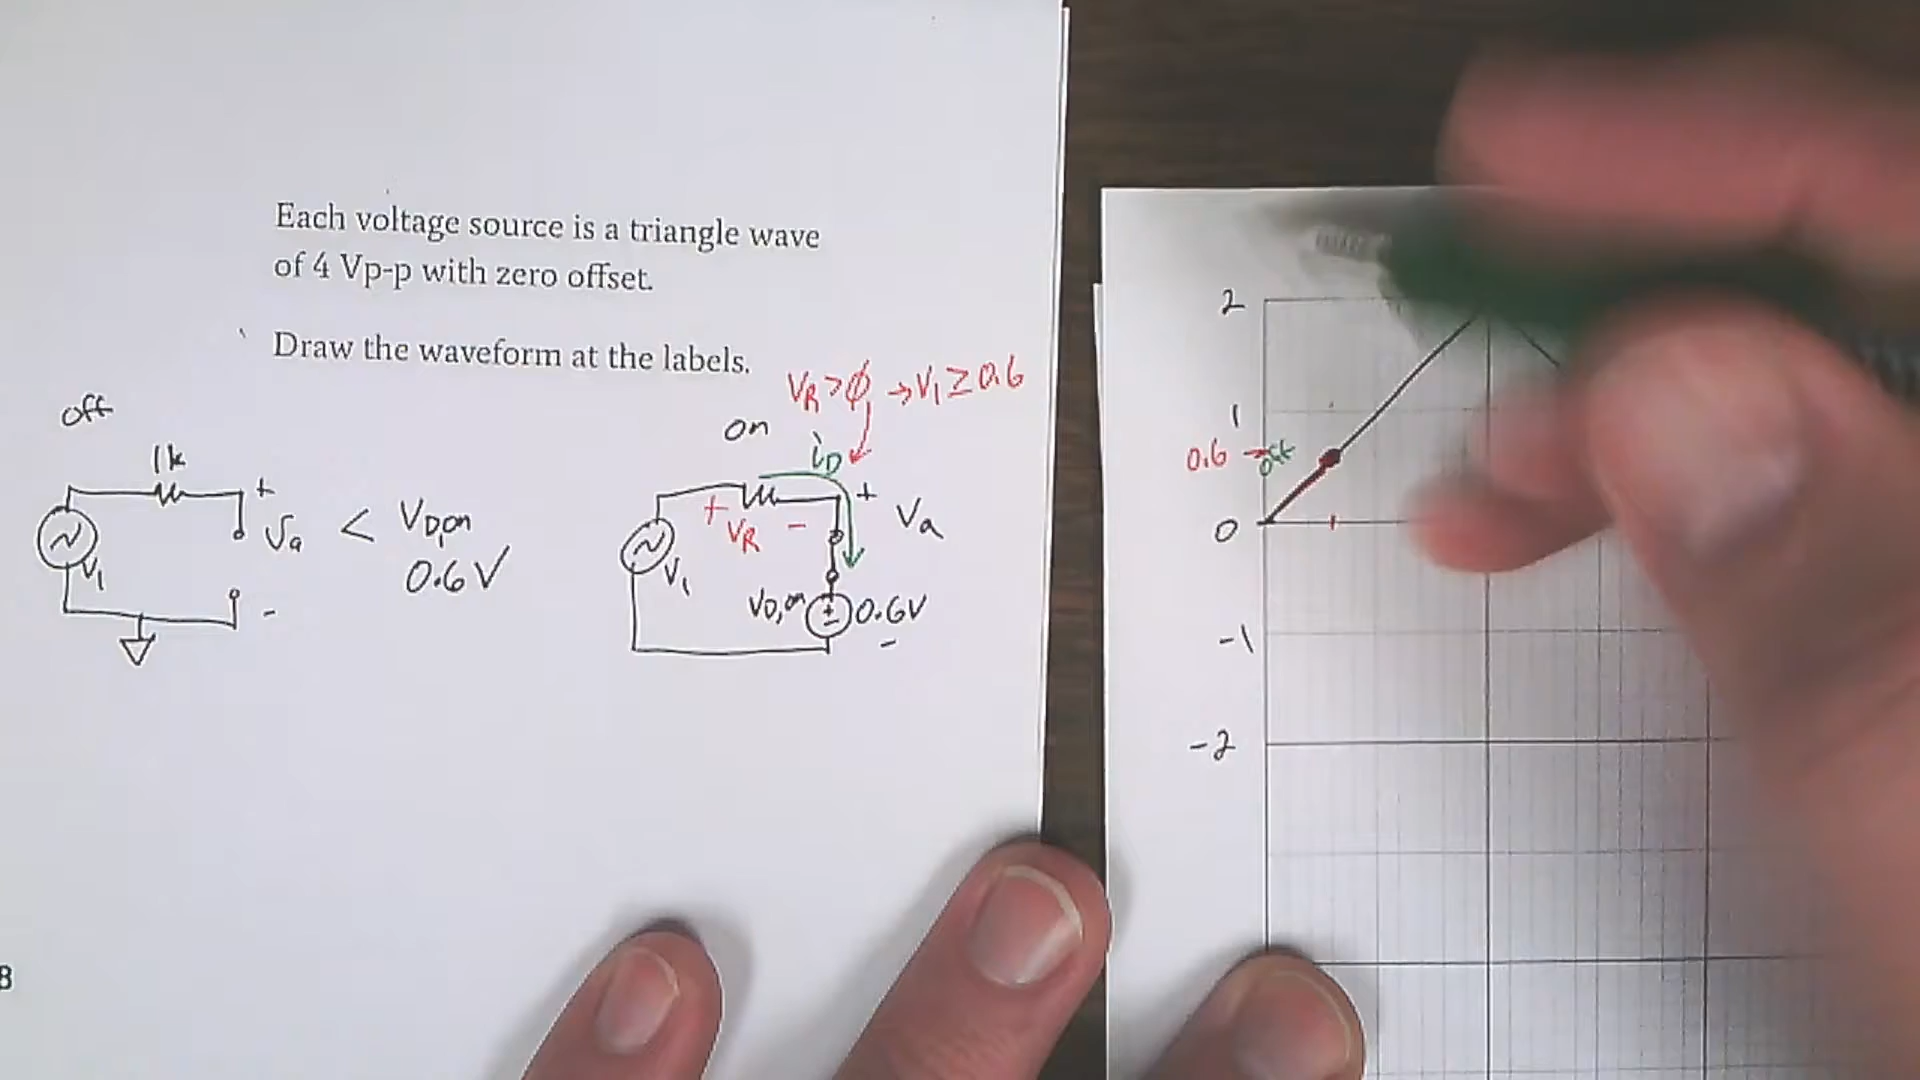 Each voltage source is a triangle wave
of 4 Vp-p with zero offset.
Draw the waveform at the labels.
VR>ϕ →V1≥0.6
off
on
iD
1k
+
Va < VD,on
0.6V
V1
-
+ VR -
+
Va
V1
VD,on
+
-
0.6V
-
8
2
1
0.6 → off
0
-1
-2